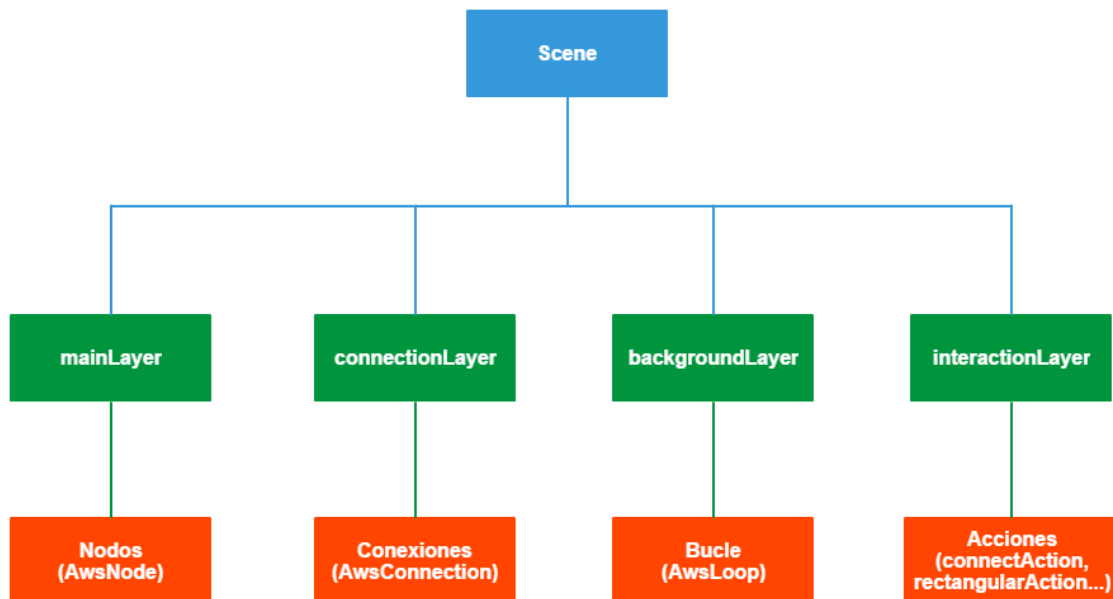 Scene
mainLayer
connectionLayer
backgroundLayer
interactionLayer
Nodos
(AwsNode)
Conexiones
(AwsConnection)
Bucle
(AwsLoop)
Acciones
(connectAction,
rectangularAction...)